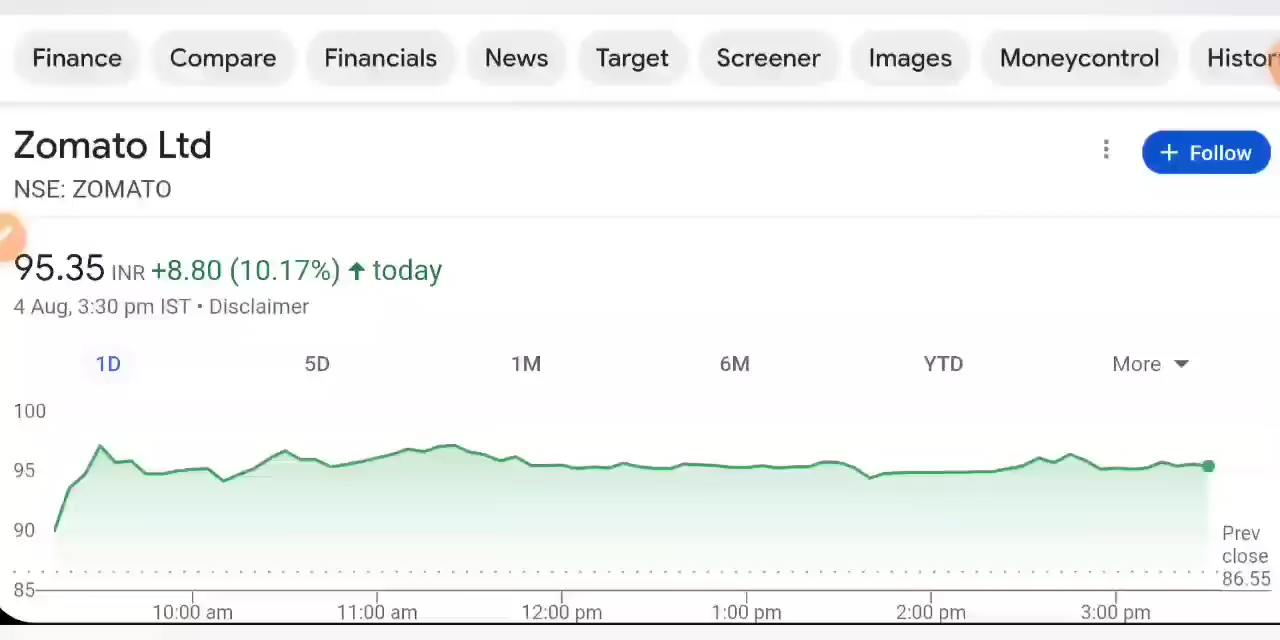 Finance Compare Financials News Target Screener Images Moneycontrol Histor
Zomato Ltd
+ Follow
NSE: ZOMATO
95.35 INR +8.80 (10.17%) ↑ today
4 Aug, 3:30 pm IST • Disclaimer
1D 5D 1M 6M YTD More
100
95
90
85
Prev
close
86.55
10:00 am 11:00 am 12:00 pm 1:00 pm 2:00 pm 3:00 pm